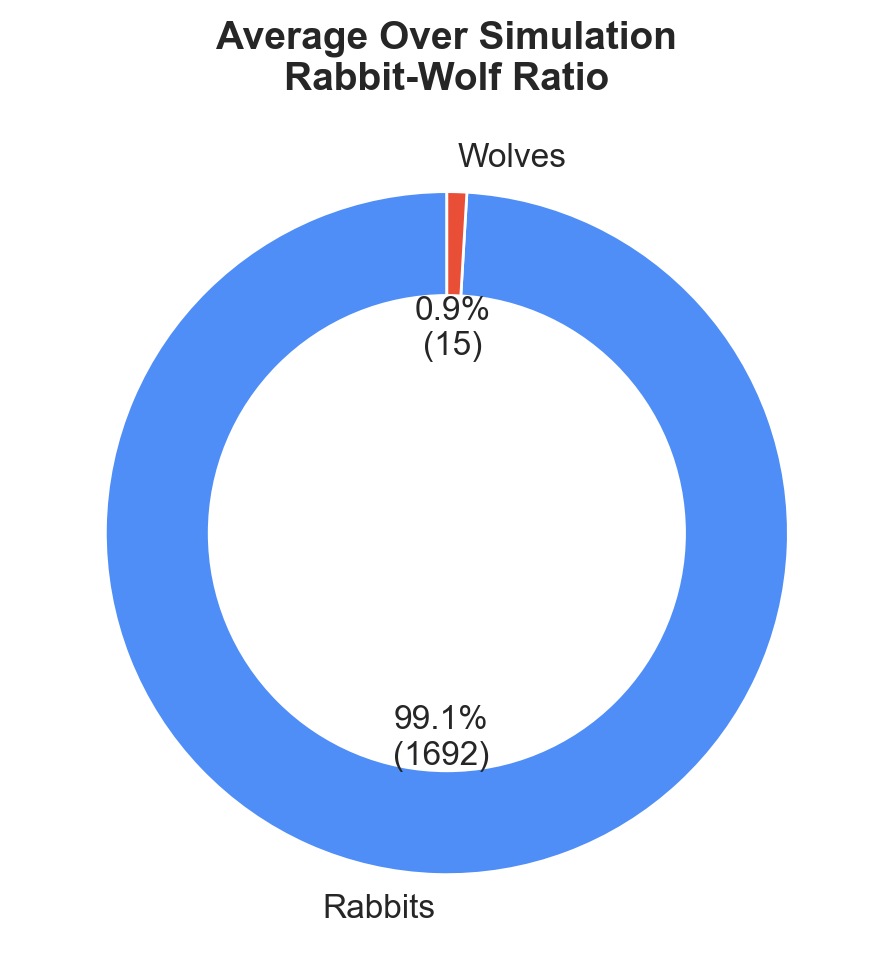 Average Over Simulation
Rabbit-Wolf Ratio
Wolves
0.9%
(15)
99.1%
(1692)
Rabbits